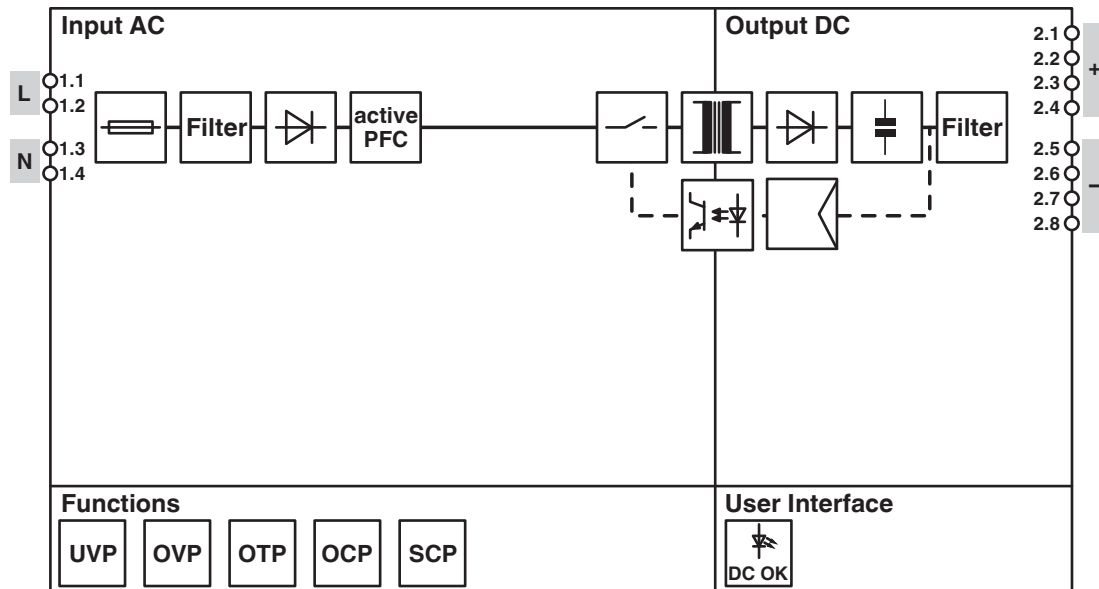 Input AC
Output DC
L
1.1
1.2
N
1.3
1.4
Filter
active
PFC
Filter
2.1
2.2
2.3
2.4
+
2.5
2.6
2.7
2.8
–
Functions
UVP
OVP
OTP
OCP
SCP
User Interface
DC OK